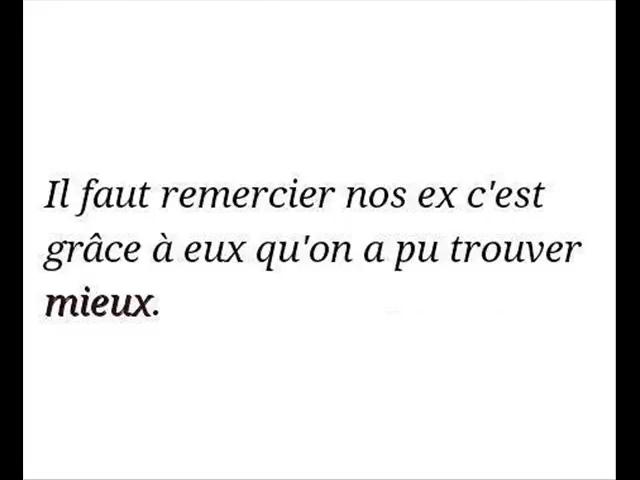 Il faut remercier nos ex c'est
grâce à eux qu'on a pu trouver
mieux.